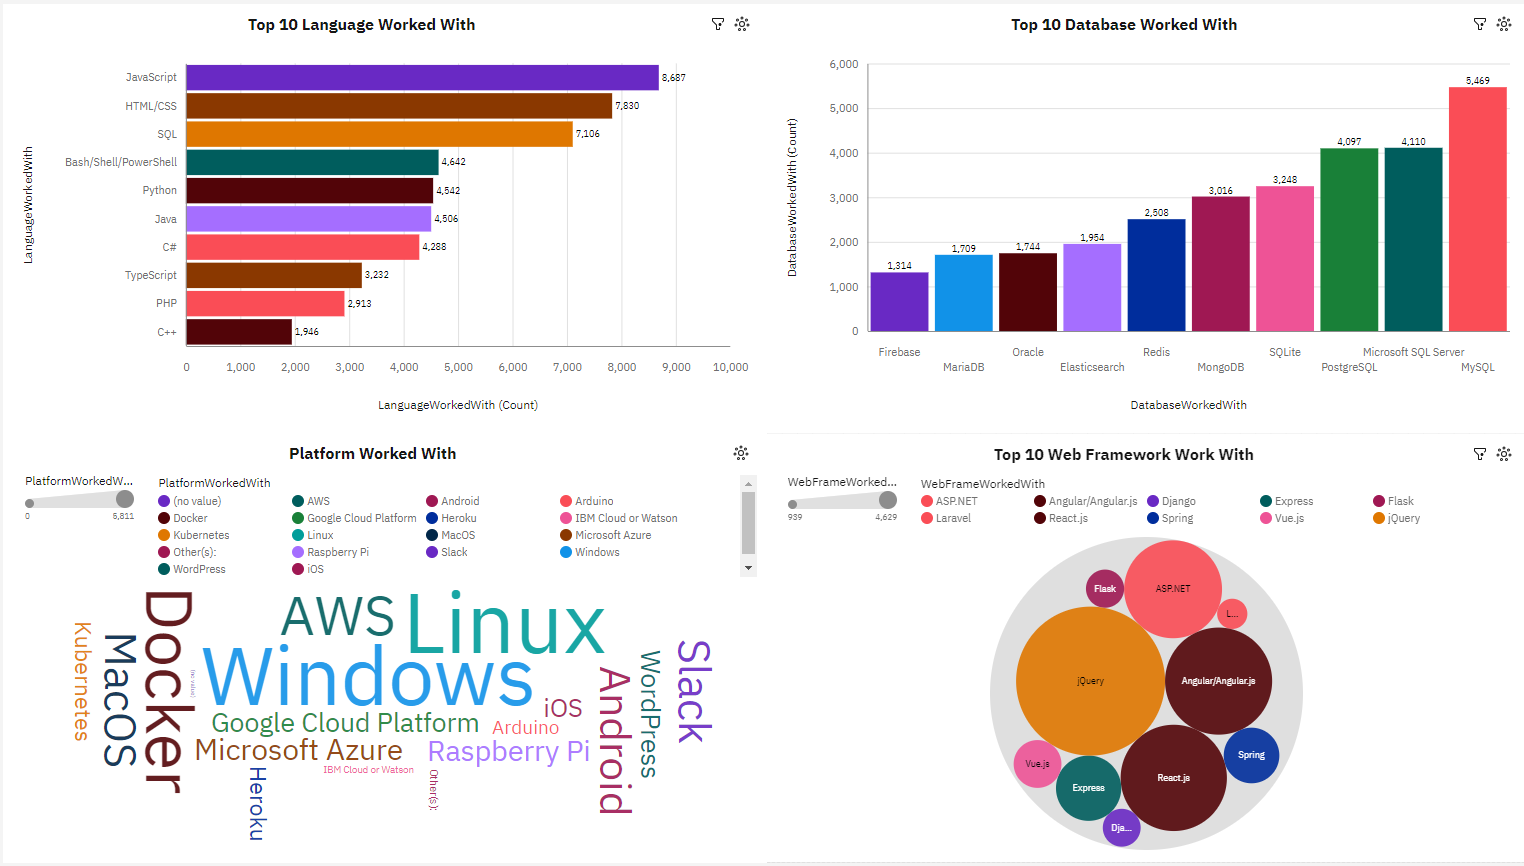 Top 10 Language Worked With
LanguageWorkedWith
JavaScript 8,687
HTML/CSS 7,830
SQL 7,106
Bash/Shell/PowerShell 4,642
Python 4,542
Java 4,506
C# 4,288
TypeScript 3,232
PHP 2,913
C++ 1,946
0 1,000 2,000 3,000 4,000 5,000 6,000 7,000 8,000 9,000 10,000
LanguageWorkedWith (Count)
Top 10 Database Worked With
DatabaseWorkedWith (Count)
6,000
5,000
4,000
3,000
2,000
1,000
0
1,314 1,709 1,744 1,954 2,508 3,016 3,248 4,097 4,110 5,469
Firebase Oracle Redis SQLite Microsoft SQL Server
MariaDB Elasticsearch MongoDB PostgreSQL MySQL
DatabaseWorkedWith
Platform Worked With
PlatformWorkedW...
0 5,811
PlatformWorkedWith
(no value) AWS Android Arduino
Docker Google Cloud Platform Heroku IBM Cloud or Watson
Kubernetes Linux MacOS Microsoft Azure
Other(s): Raspberry Pi Slack Windows
WordPress iOS
Kubernetes
MacOS
Docker
(no value)
AWS
Linux
Windows
Google Cloud Platform
Arduino
iOS
Microsoft Azure
Raspberry Pi
IBM Cloud or Watson
Heroku
Other(s):
Android
WordPress
Slack
Top 10 Web Framework Work With
WebFrameWorked...
939 4,629
WebFrameWorkedWith
ASP.NET Angular/Angular.js Django Express Flask
Laravel React.js Spring Vue.js jQuery
Flask
ASP.NET
L...
jQuery
Angular/Angular.js
Vue.js
Express
React.js
Spring
Dja...